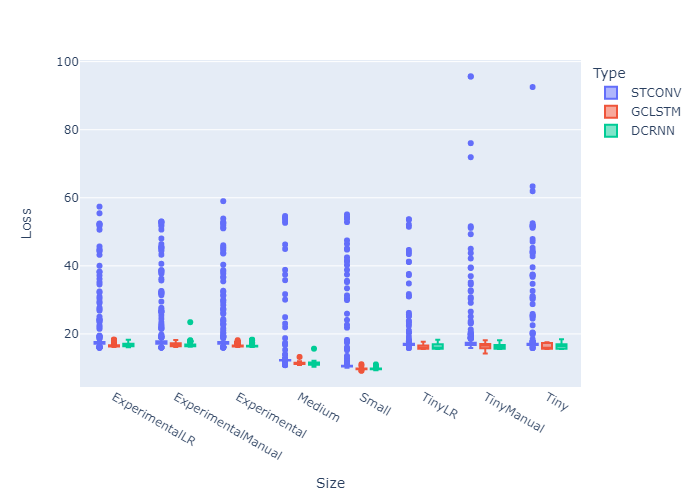 100
80
60
40
20
Loss
ExperimentalLR
ExperimentalManual
Experimental
Medium
Small
TinyLR
TinyManual
Tiny
Size
Type
STCONV
GCLSTM
DCRNN